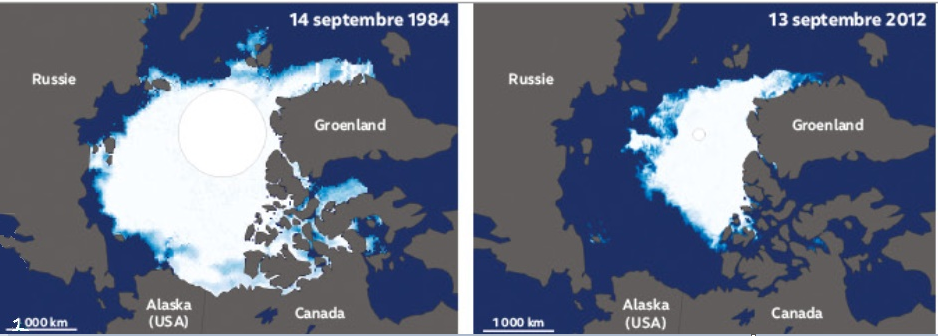 14 septembre 1984
Russie
Groenland
Alaska
(USA)
Canada
1 000 km
13 septembre 2012
Russie
Groenland
Alaska
(USA)
Canada
1 000 km